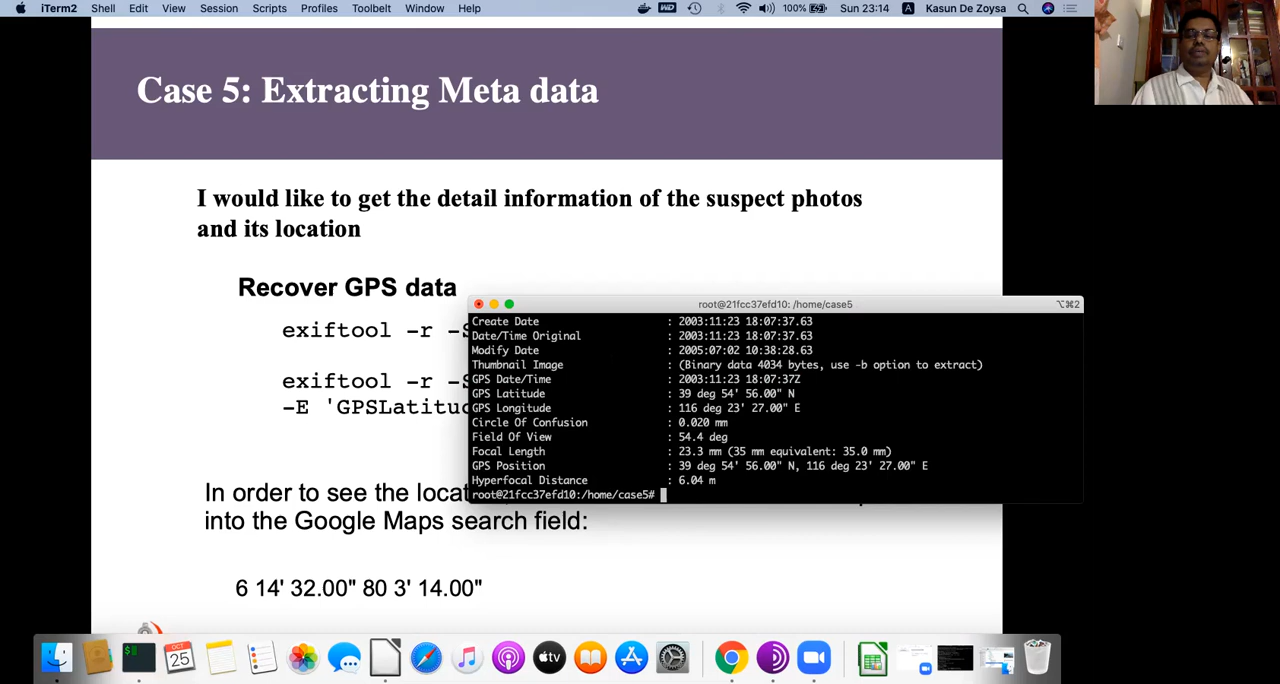 iTerm2 Shell Edit View Session Scripts Profiles Toolbelt Window Help 100% Sun 23:14 A Kasun De Zoysa
Case 5: Extracting Meta data
I would like to get the detail information of the suspect photos
and its location
Recover GPS data
exiftool -r -S
exiftool -r -S
-E 'GPSLatitud
In order to see the locat
into the Google Maps search field:
6 14' 32.00" 80 3' 14.00"
root@21fcc37efd10: /home/case5 ⌥⌘2
Create Date : 2003:11:23 18:07:37.63
Date/Time Original : 2003:11:23 18:07:37.63
Modify Date : 2005:07:02 10:38:28.63
Thumbnail Image : (Binary data 4034 bytes, use -b option to extract)
GPS Date/Time : 2003:11:23 18:07:37Z
GPS Latitude : 39 deg 54' 56.00" N
GPS Longitude : 116 deg 23' 27.00" E
Circle Of Confusion : 0.020 mm
Field Of View : 54.4 deg
Focal Length : 23.3 mm (35 mm equivalent: 35.0 mm)
GPS Position : 39 deg 54' 56.00" N, 116 deg 23' 27.00" E
Hyperfocal Distance : 6.04 m
root@21fcc37efd10:/home/case5#
OCT
25
tv